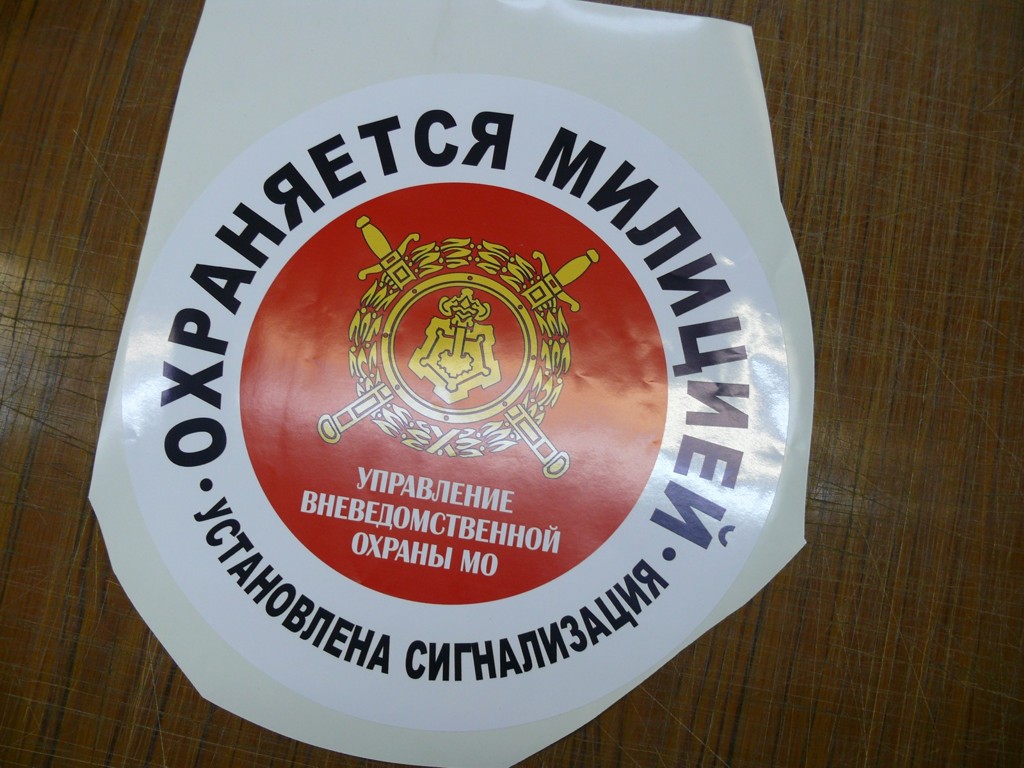 ОХРАНЯЕТСЯ МИЛИЦИЕЙ
УПРАВЛЕНИЕ
ВНЕВЕДОМСТВЕННОЙ
ОХРАНЫ МО
• УСТАНОВЛЕНА СИГНАЛИЗАЦИЯ •